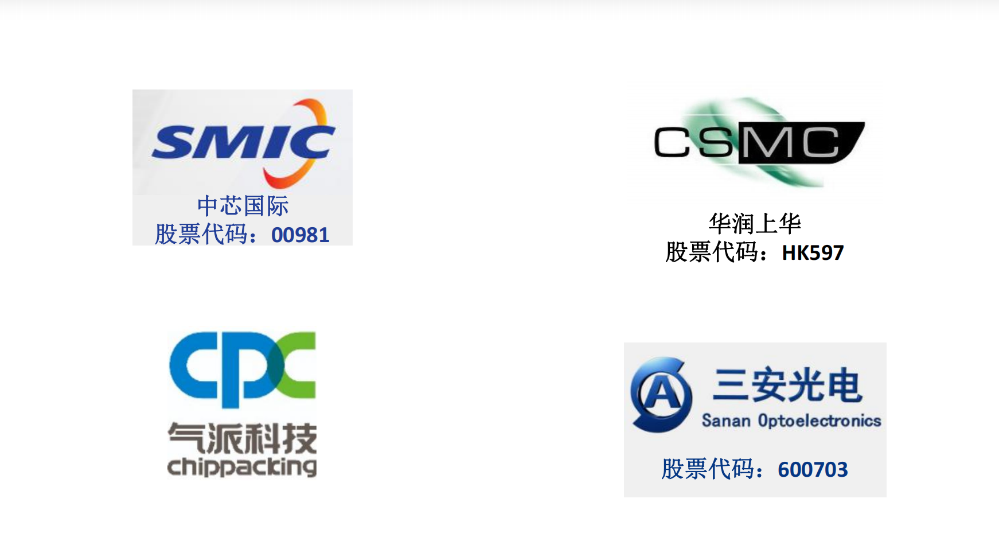 SMIC
中芯国际
股票代码：00981
CSMC
华润上华
股票代码：HK597
CPC
气派科技
chippacking
A
三安光电
Sanan Optoelectronics
股票代码：600703